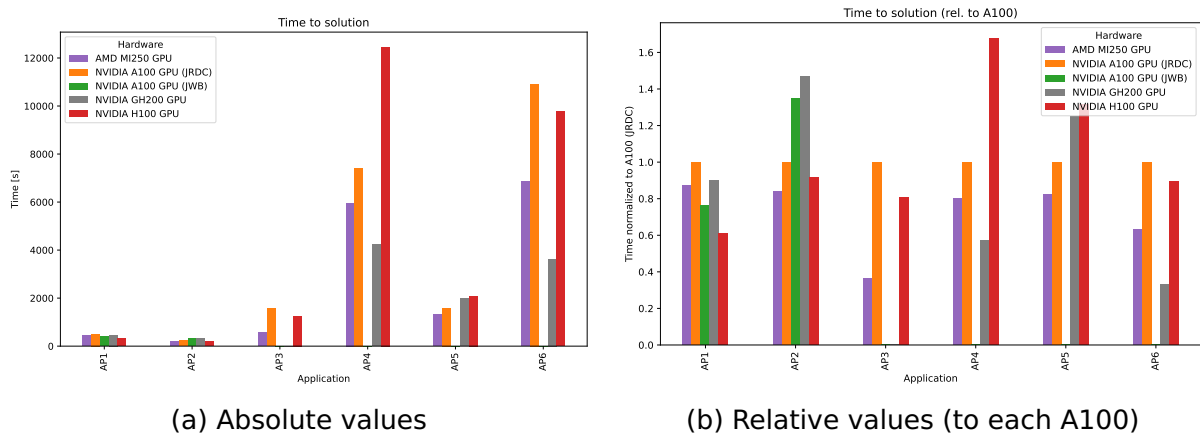 Time to solution
Hardware
AMD MI250 GPU
NVIDIA A100 GPU (JRDC)
NVIDIA A100 GPU (JWB)
NVIDIA GH200 GPU
NVIDIA H100 GPU
Time [s]
12000
10000
8000
6000
4000
2000
0
AP1
AP2
AP3
AP4
AP5
AP6
Application
(a) Absolute values
Time to solution (rel. to A100)
Hardware
AMD MI250 GPU
NVIDIA A100 GPU (JRDC)
NVIDIA A100 GPU (JWB)
NVIDIA GH200 GPU
NVIDIA H100 GPU
Time normalized to A100 (JRDC)
1.6
1.4
1.2
1.0
0.8
0.6
0.4
0.2
0.0
AP1
AP2
AP3
AP4
AP5
AP6
Application
(b) Relative values (to each A100)